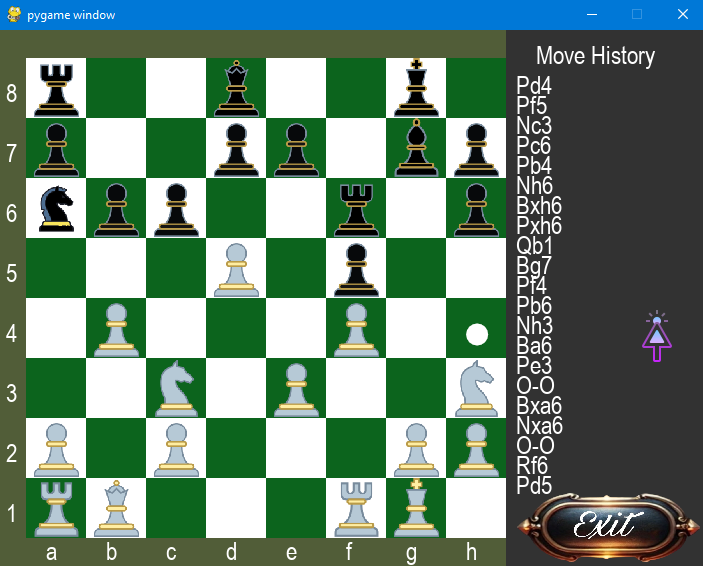 pygame window
Move History
8
7
6
5
4
3
2
1
a b c d e f g h
Pd4
Pf5
Nc3
Pc6
Pb4
Nh6
Bxh6
Pxh6
Qb1
Bg7
Pf4
Pb6
Nh3
Ba6
Pe3
O-O
Bxa6
Nxa6
O-O
Rf6
Pd5
Exit